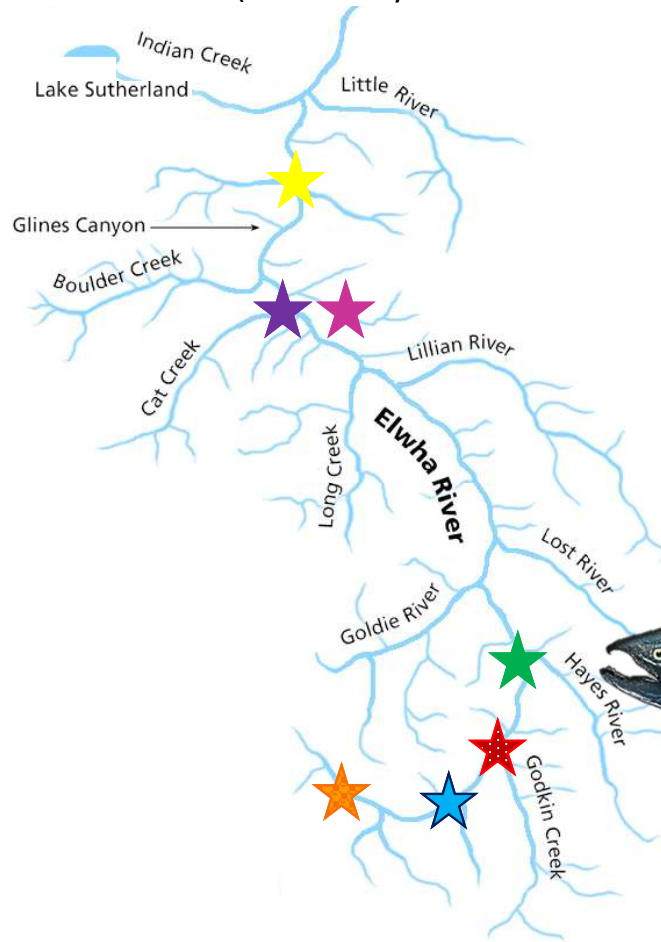 Indian Creek
Little River
Lake Sutherland
Glines Canyon
Boulder Creek
Lillian River
Cat Creek
Elwha River
Long Creek
Lost River
Goldie River
Hayes River
Godkin Creek